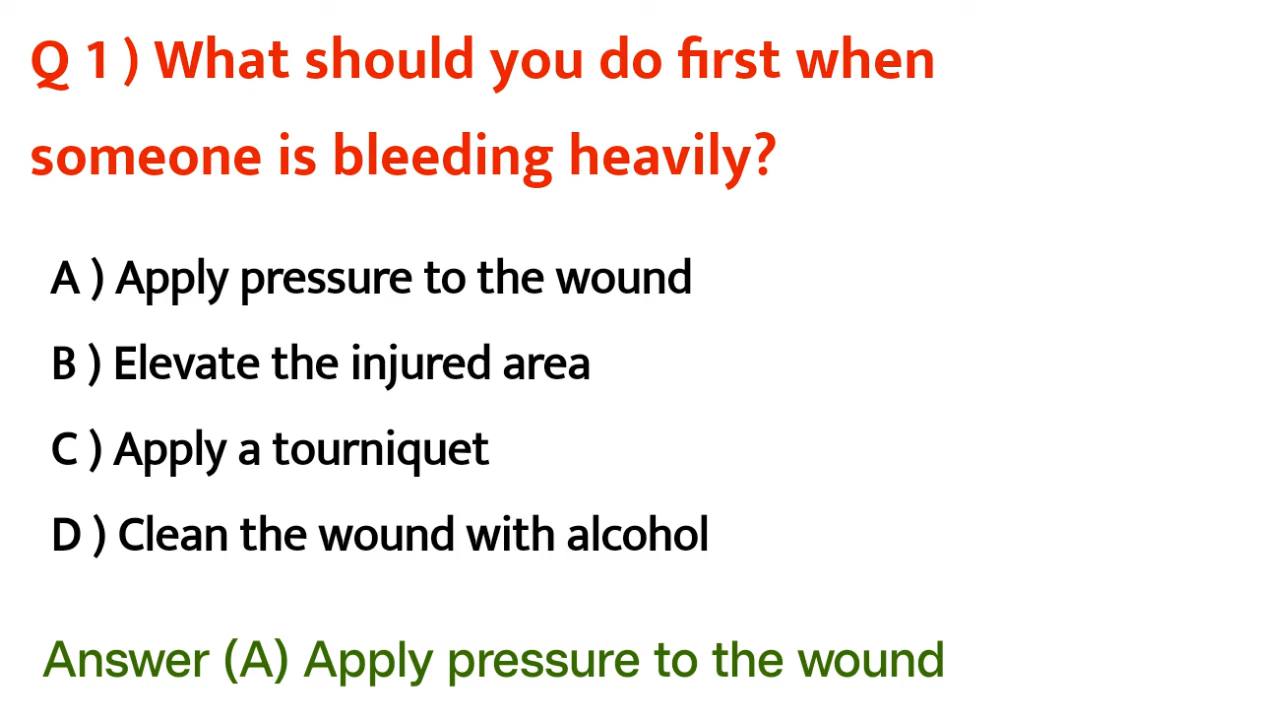 Q 1 ) What should you do first when
someone is bleeding heavily?
A ) Apply pressure to the wound
B ) Elevate the injured area
C ) Apply a tourniquet
D ) Clean the wound with alcohol
Answer (A) Apply pressure to the wound